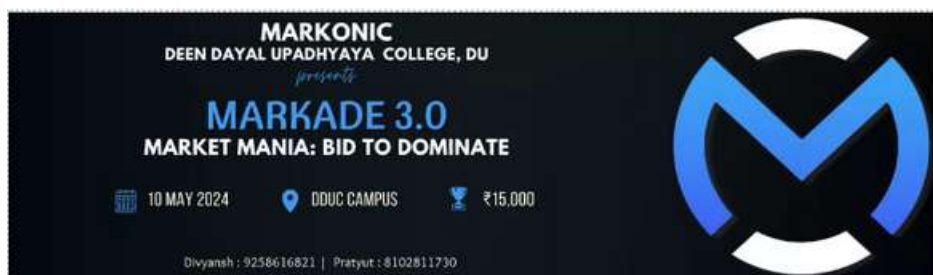 MARKONIC
DEEN DAYAL UPADHYAYA COLLEGE, DU
presents
MARKADE 3.0
MARKET MANIA: BID TO DOMINATE
10 MAY 2024 DDUC CAMPUS ₹15,000
Divyansh : 9258616821 | Pratyut : 8102811730